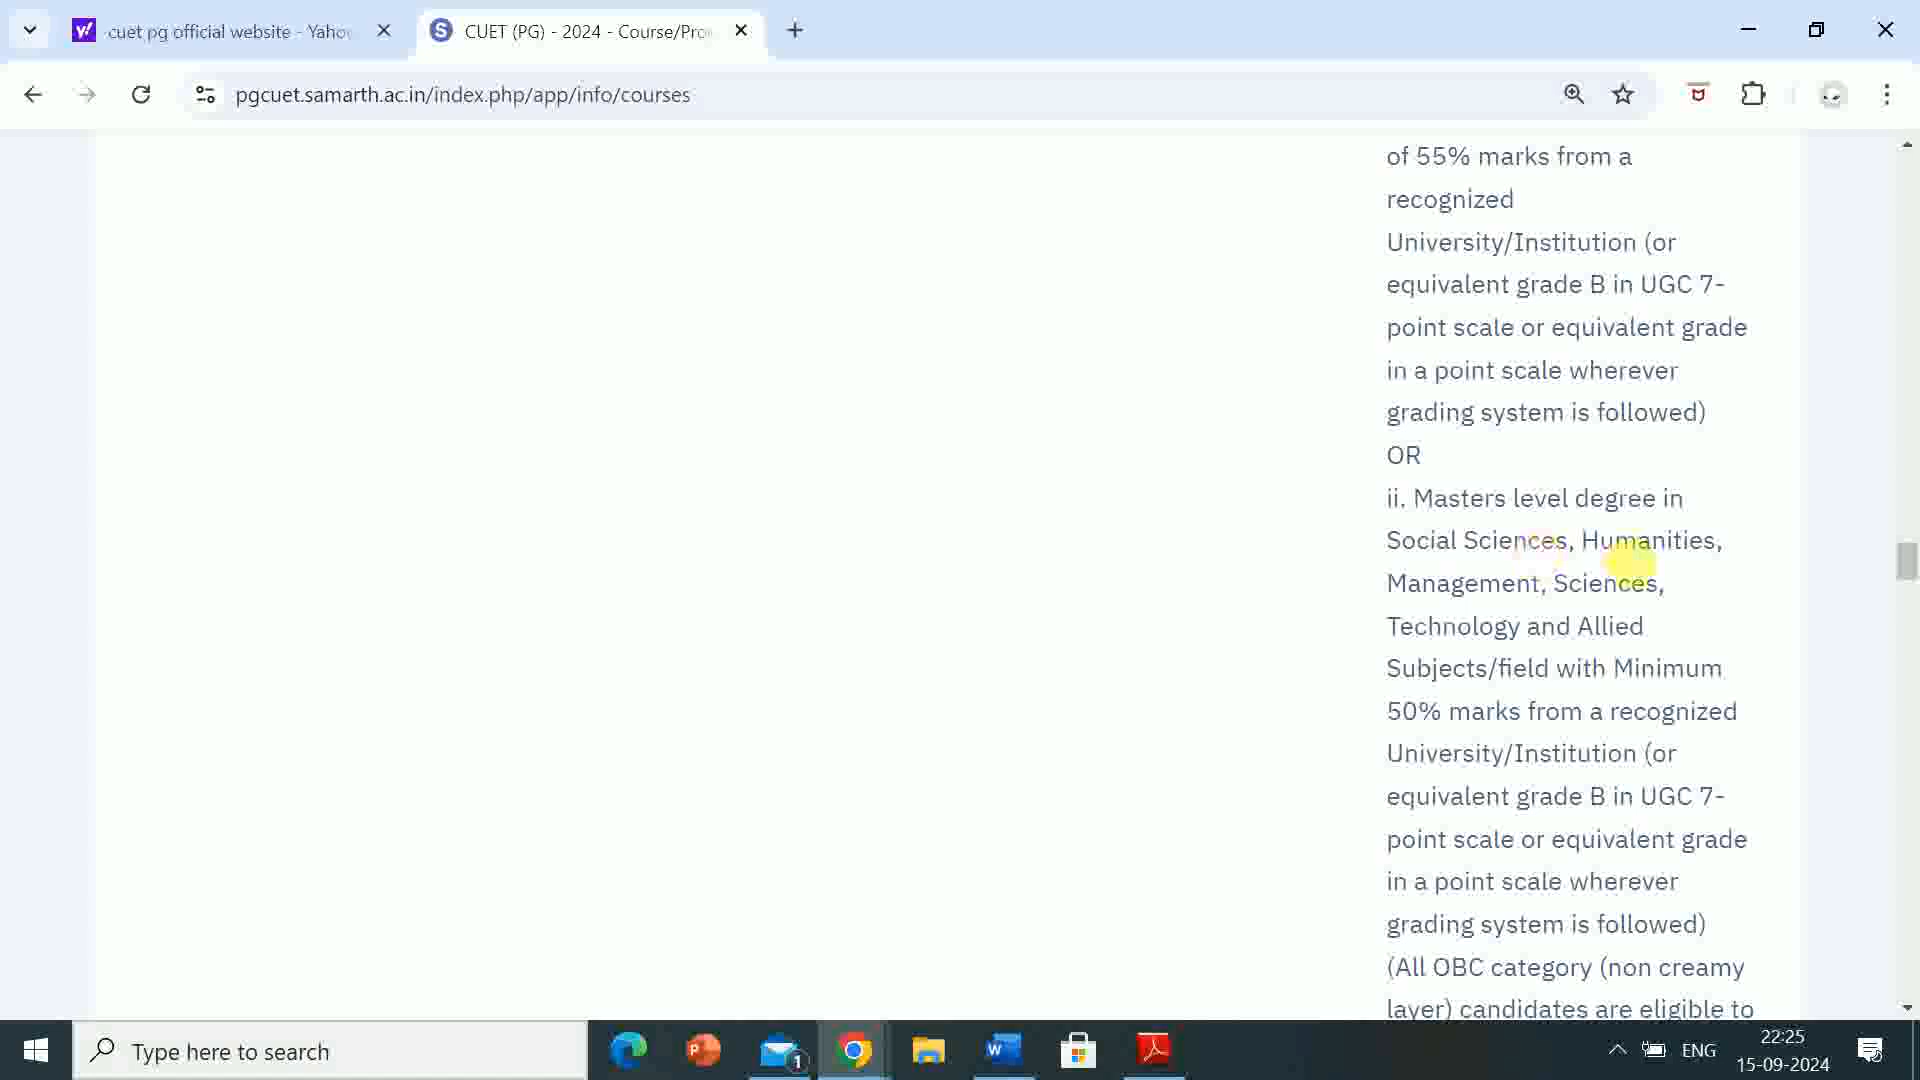 cuet pg official website - Yahoo
CUET (PG) - 2024 - Course/Pro
pgcuet.samarth.ac.in/index.php/app/info/courses
of 55% marks from a
recognized
University/Institution (or
equivalent grade B in UGC 7-
point scale or equivalent grade
in a point scale wherever
grading system is followed)
OR
ii. Masters level degree in
Social Sciences, Humanities,
Management, Sciences,
Technology and Allied
Subjects/field with Minimum
50% marks from a recognized
University/Institution (or
equivalent grade B in UGC 7-
point scale or equivalent grade
in a point scale wherever
grading system is followed)
(All OBC category (non creamy
layer) candidates are eligible to
Type here to search
1
ENG
22:25
15-09-2024